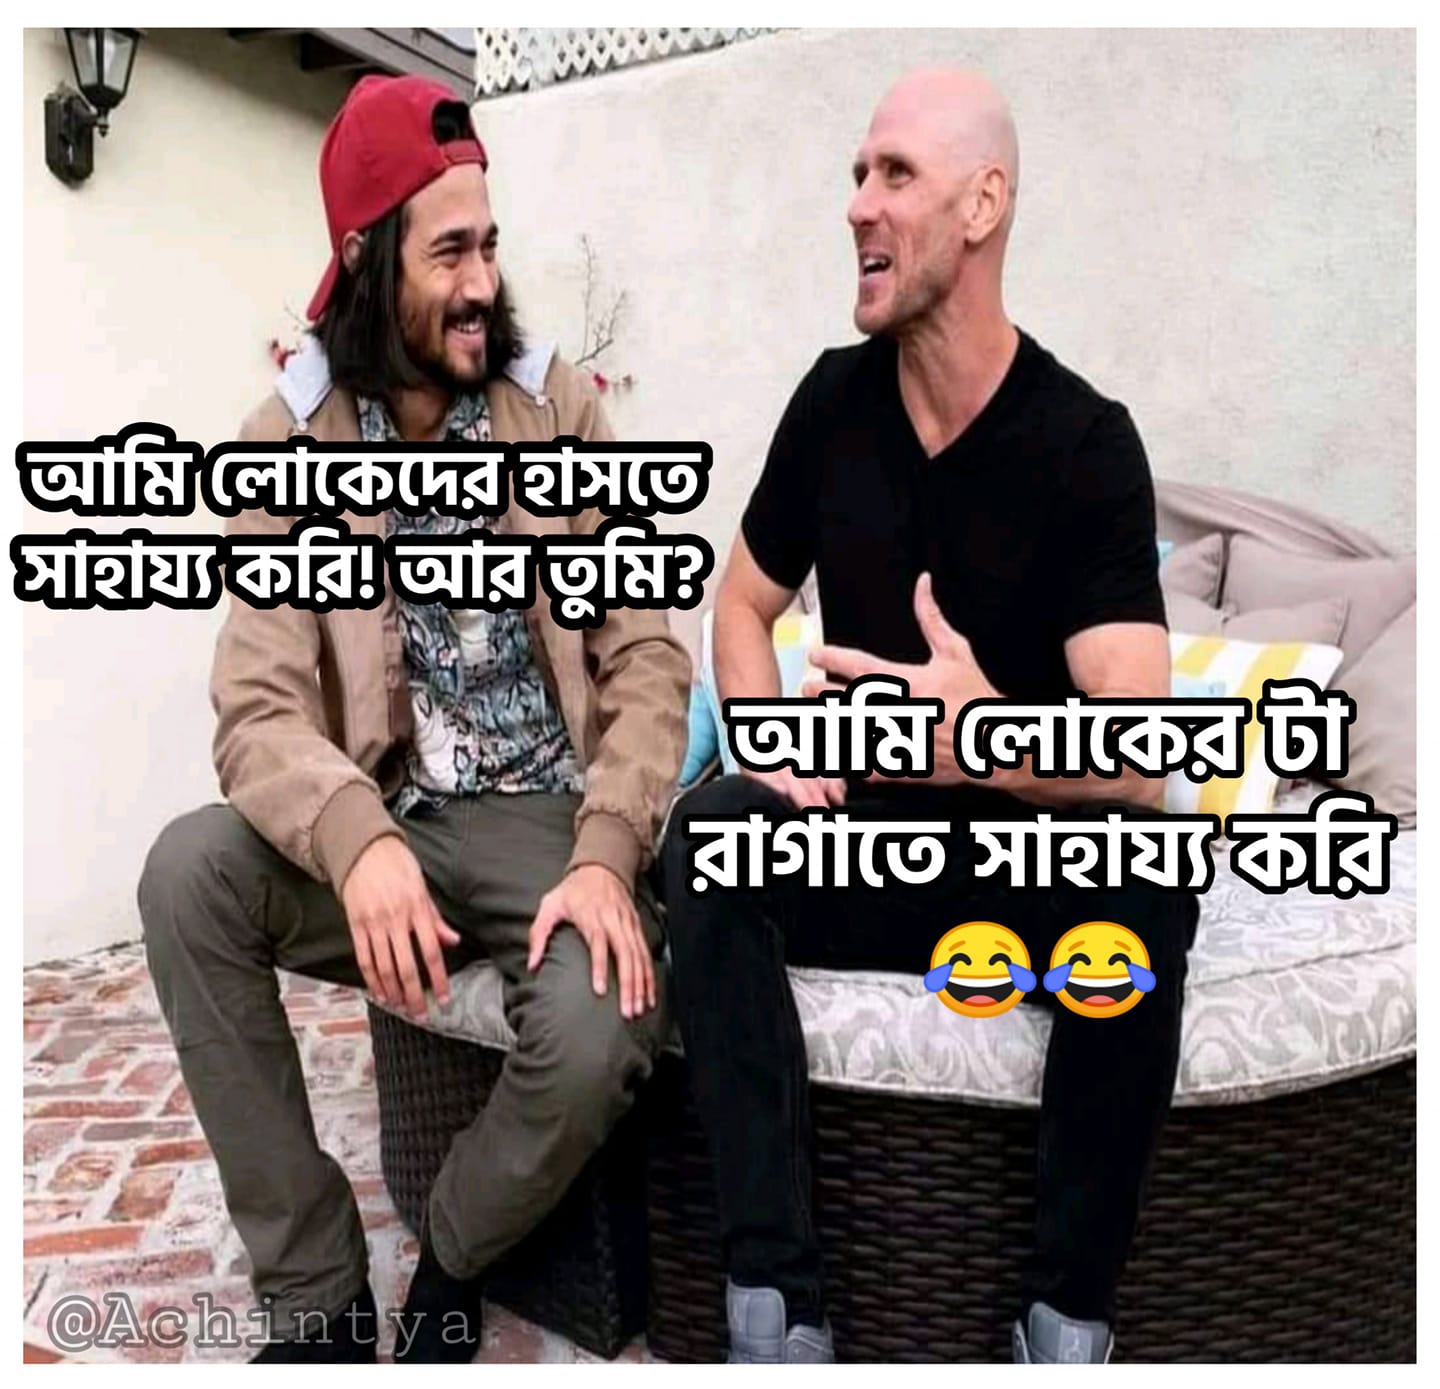 আমি লোকেদের হাসতে
সাহায্য করি! আর তুমি?
আমি লোকের টা
রাগাতে সাহায্য করি
😂😂
@Achintya